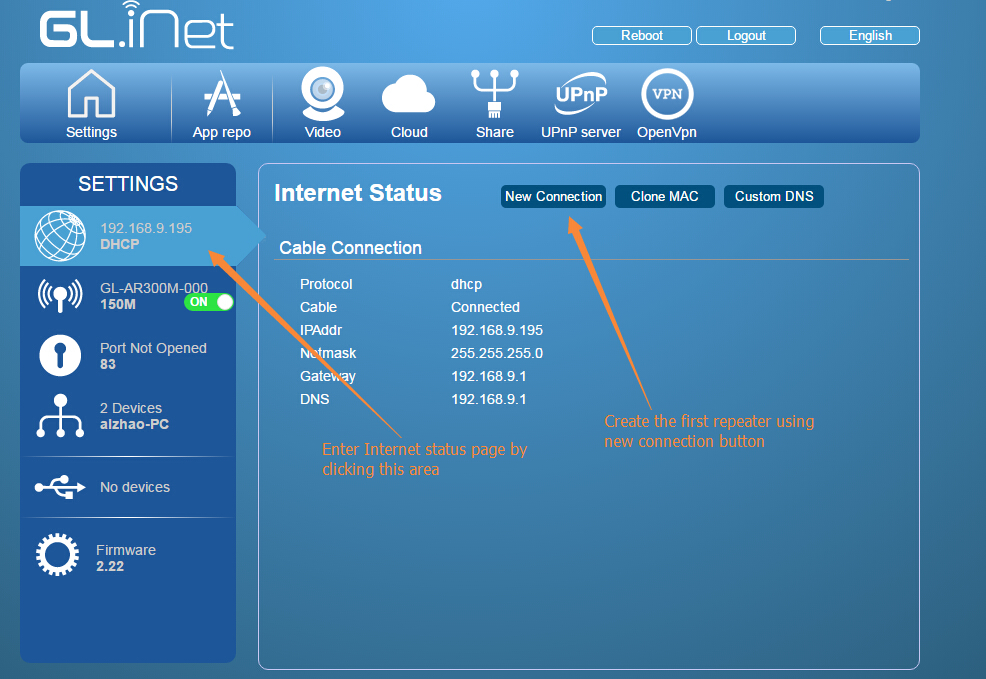 GL.iNet
Reboot
Logout
English
Settings
App repo
Video
Cloud
Share
UPnP
UPnP server
VPN
OpenVpn
SETTINGS
192.168.9.195
DHCP
GL-AR300M-000
150M
ON
Port Not Opened
83
2 Devices
alzhao-PC
No devices
Firmware
2.22
Internet Status
New Connection
Clone MAC
Custom DNS
Cable Connection
Protocol dhcp
Cable Connected
IPAddr 192.168.9.195
Netmask 255.255.255.0
Gateway 192.168.9.1
DNS 192.168.9.1
Create the first repeater using
new connection button
Enter Internet status page by
clicking this area